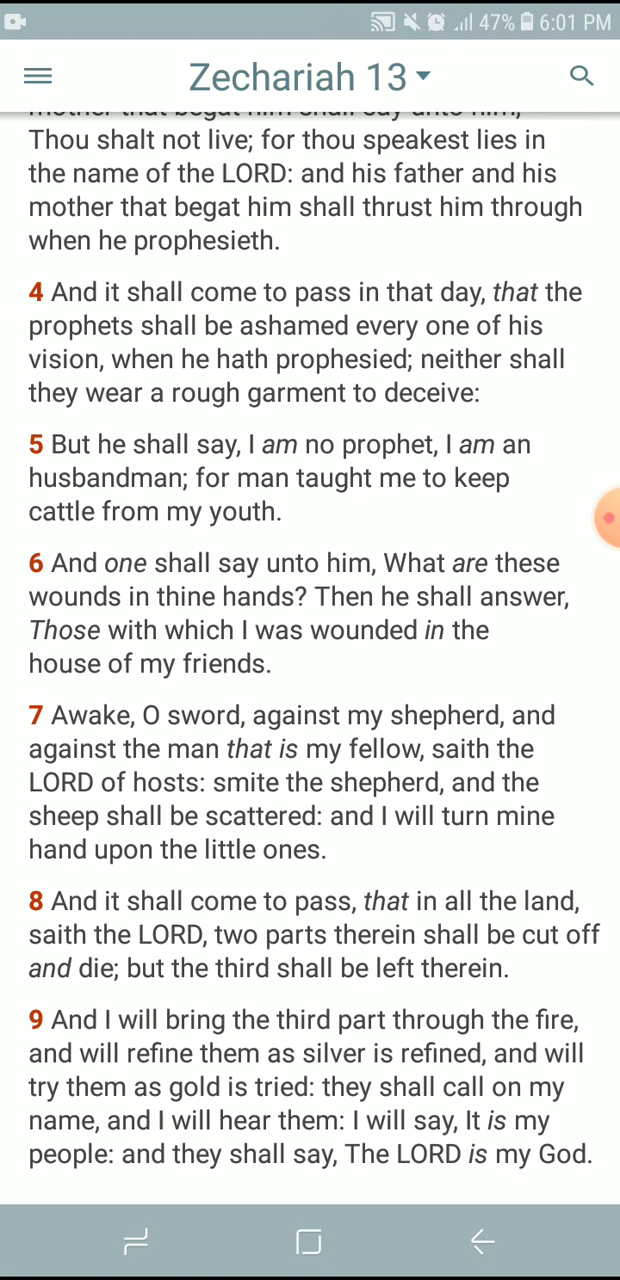 47% 6:01 PM
Zechariah 13
mother that begat him shall say unto him,
Thou shalt not live; for thou speakest lies in
the name of the LORD: and his father and his
mother that begat him shall thrust him through
when he prophesieth.
4 And it shall come to pass in that day, that the
prophets shall be ashamed every one of his
vision, when he hath prophesied; neither shall
they wear a rough garment to deceive:
5 But he shall say, I am no prophet, I am an
husbandman; for man taught me to keep
cattle from my youth.
6 And one shall say unto him, What are these
wounds in thine hands? Then he shall answer,
Those with which I was wounded in the
house of my friends.
7 Awake, O sword, against my shepherd, and
against the man that is my fellow, saith the
LORD of hosts: smite the shepherd, and the
sheep shall be scattered: and I will turn mine
hand upon the little ones.
8 And it shall come to pass, that in all the land,
saith the LORD, two parts therein shall be cut off
and die; but the third shall be left therein.
9 And I will bring the third part through the fire,
and will refine them as silver is refined, and will
try them as gold is tried: they shall call on my
name, and I will hear them: I will say, It is my
people: and they shall say, The LORD is my God.